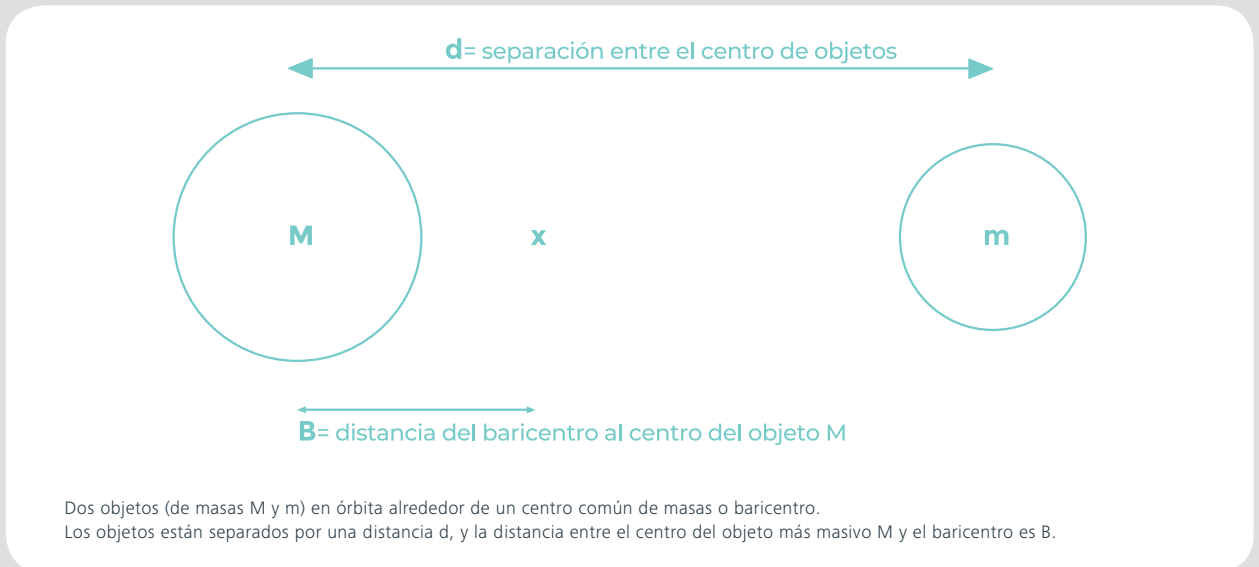 d= separación entre el centro de objetos
M
x
m
B= distancia del baricentro al centro del objeto M
Dos objetos (de masas M y m) en órbita alrededor de un centro común de masas o baricentro.
Los objetos están separados por una distancia d, y la distancia entre el centro del objeto más masivo M y el baricentro es B.